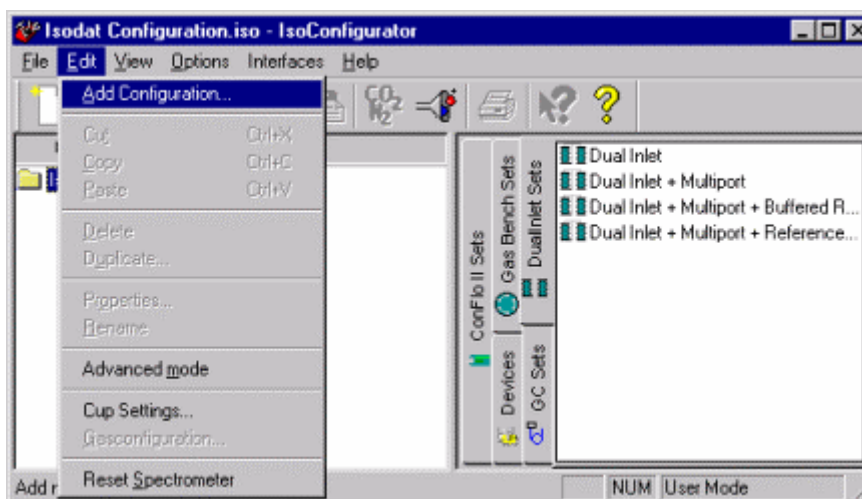 Isodat Configuration.iso - IsoConfigurator
File Edit View Options Interfaces Help
Add Configuration...
Cut Ctrl+X
Copy Ctrl+C
Paste Ctrl+V
Delete
Duplicate...
Properties...
Rename
Advanced mode
Cup Settings...
Gasconfiguration...
Reset Spectrometer
CO2
N2
ConFlo II Sets
Gas Bench Sets
DualInlet Sets
Devices
GC Sets
Dual Inlet
Dual Inlet + Multiport
Dual Inlet + Multiport + Buffered R...
Dual Inlet + Multiport + Reference...
Add
NUM User Mode